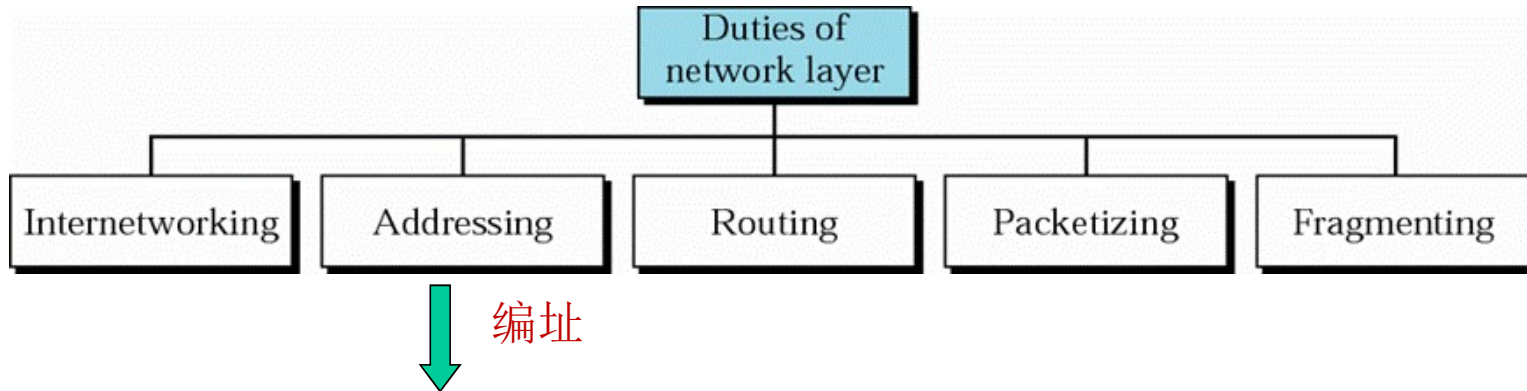 Duties of
network layer
Internetworking
Addressing
Routing
Packetizing
Fragmenting
编址